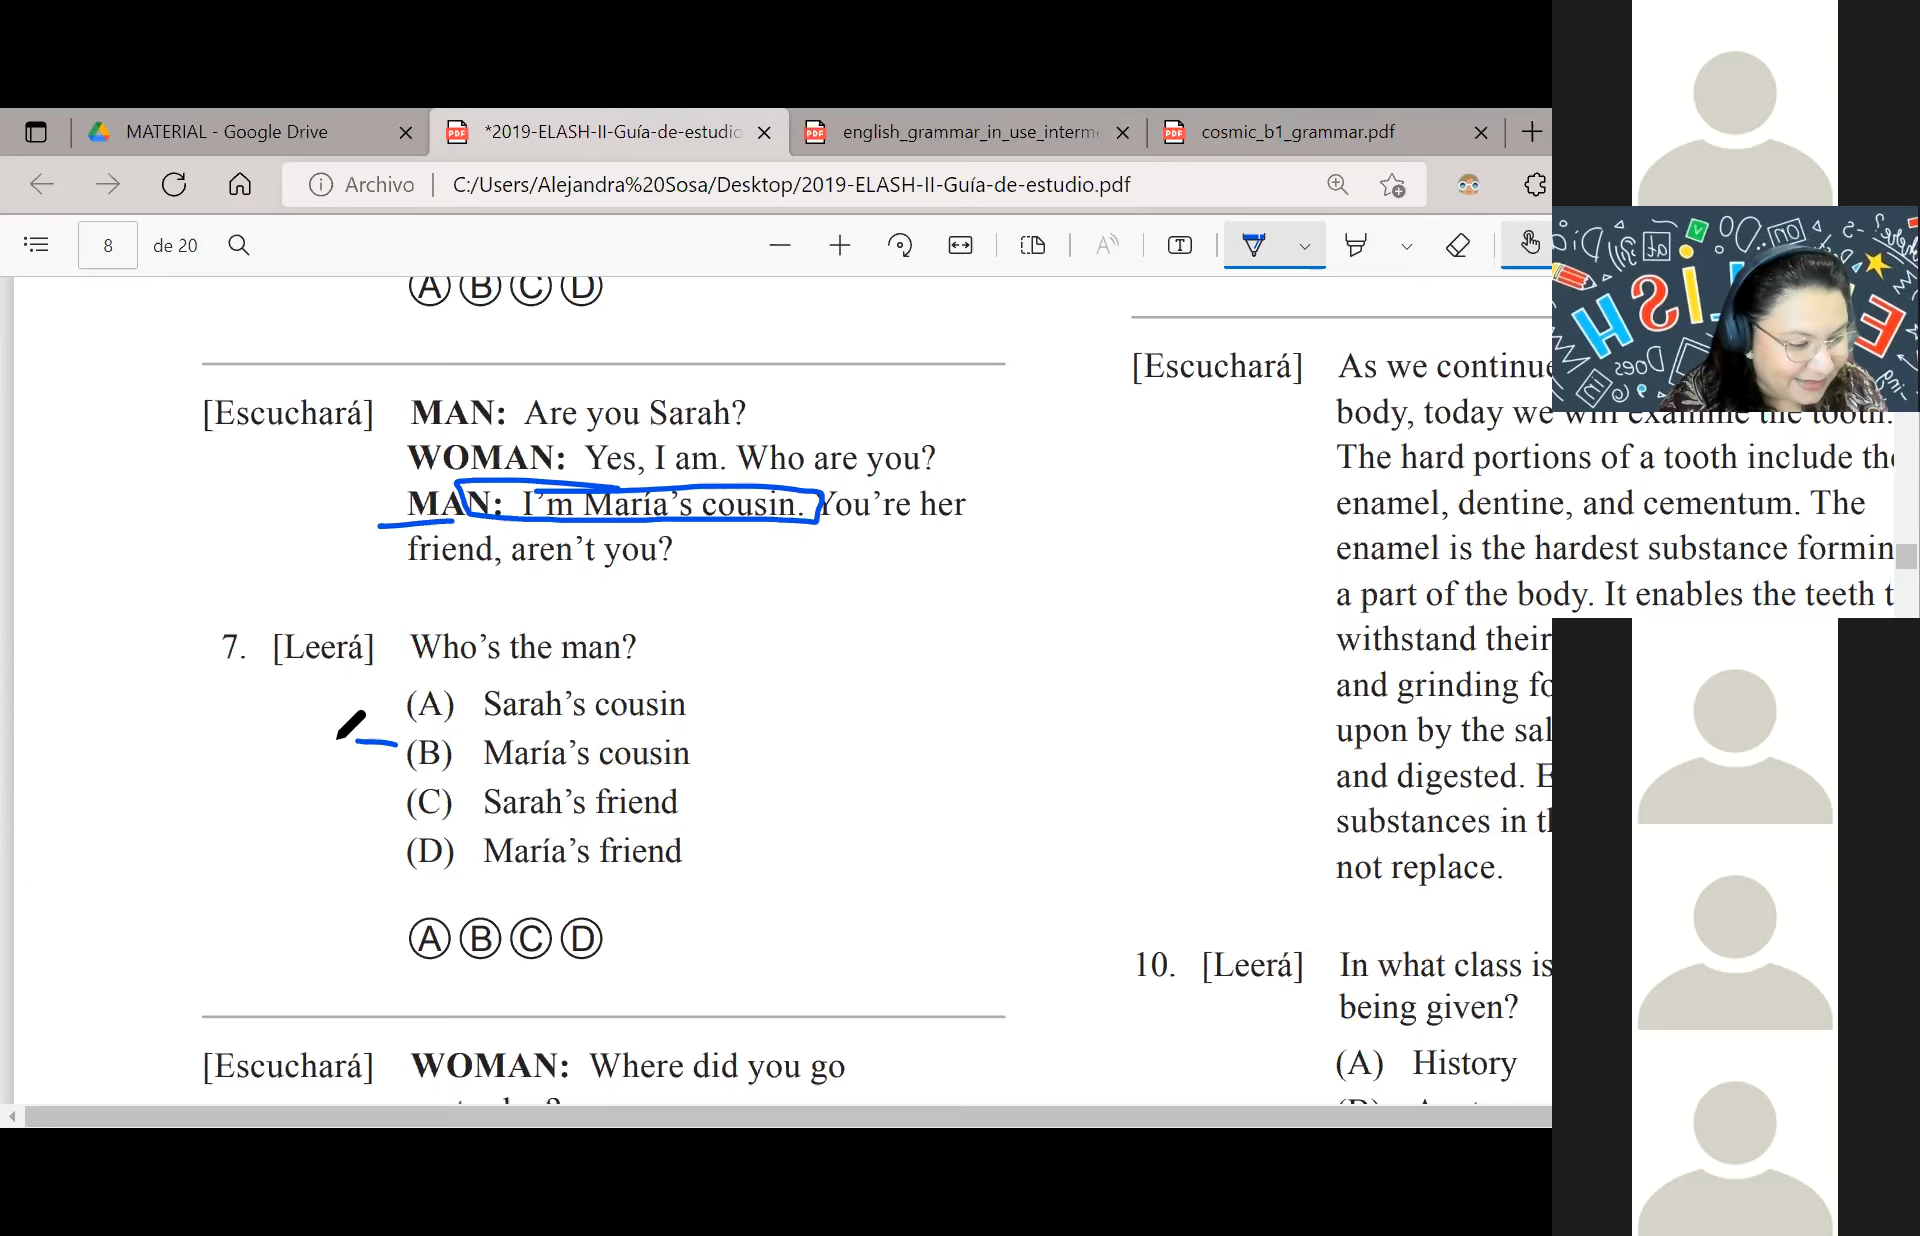 MATERIAL - Google Drive
*2019-ELASH-II-Guía-de-estudio
english_grammar_in_use_interme
cosmic_b1_grammar.pdf
Archivo
C:/Users/Alejandra%20Sosa/Desktop/2019-ELASH-II-Guía-de-estudio.pdf
8 de 20
A B C D
[Escuchará] MAN: Are you Sarah?
WOMAN: Yes, I am. Who are you?
MAN: I'm María's cousin. You're her
friend, aren't you?
7. [Leerá] Who's the man?
(A) Sarah's cousin
(B) María's cousin
(C) Sarah's friend
(D) María's friend
A B C D
[Escuchará] WOMAN: Where did you go
[Escuchará] As we continue
body, today we will examine the tooth.
The hard portions of a tooth include the
enamel, dentine, and cementum. The
enamel is the hardest substance formin
a part of the body. It enables the teeth t
withstand their
and grinding fo
upon by the sal
and digested. E
substances in th
not replace.
10. [Leerá] In what class is
being given?
(A) History